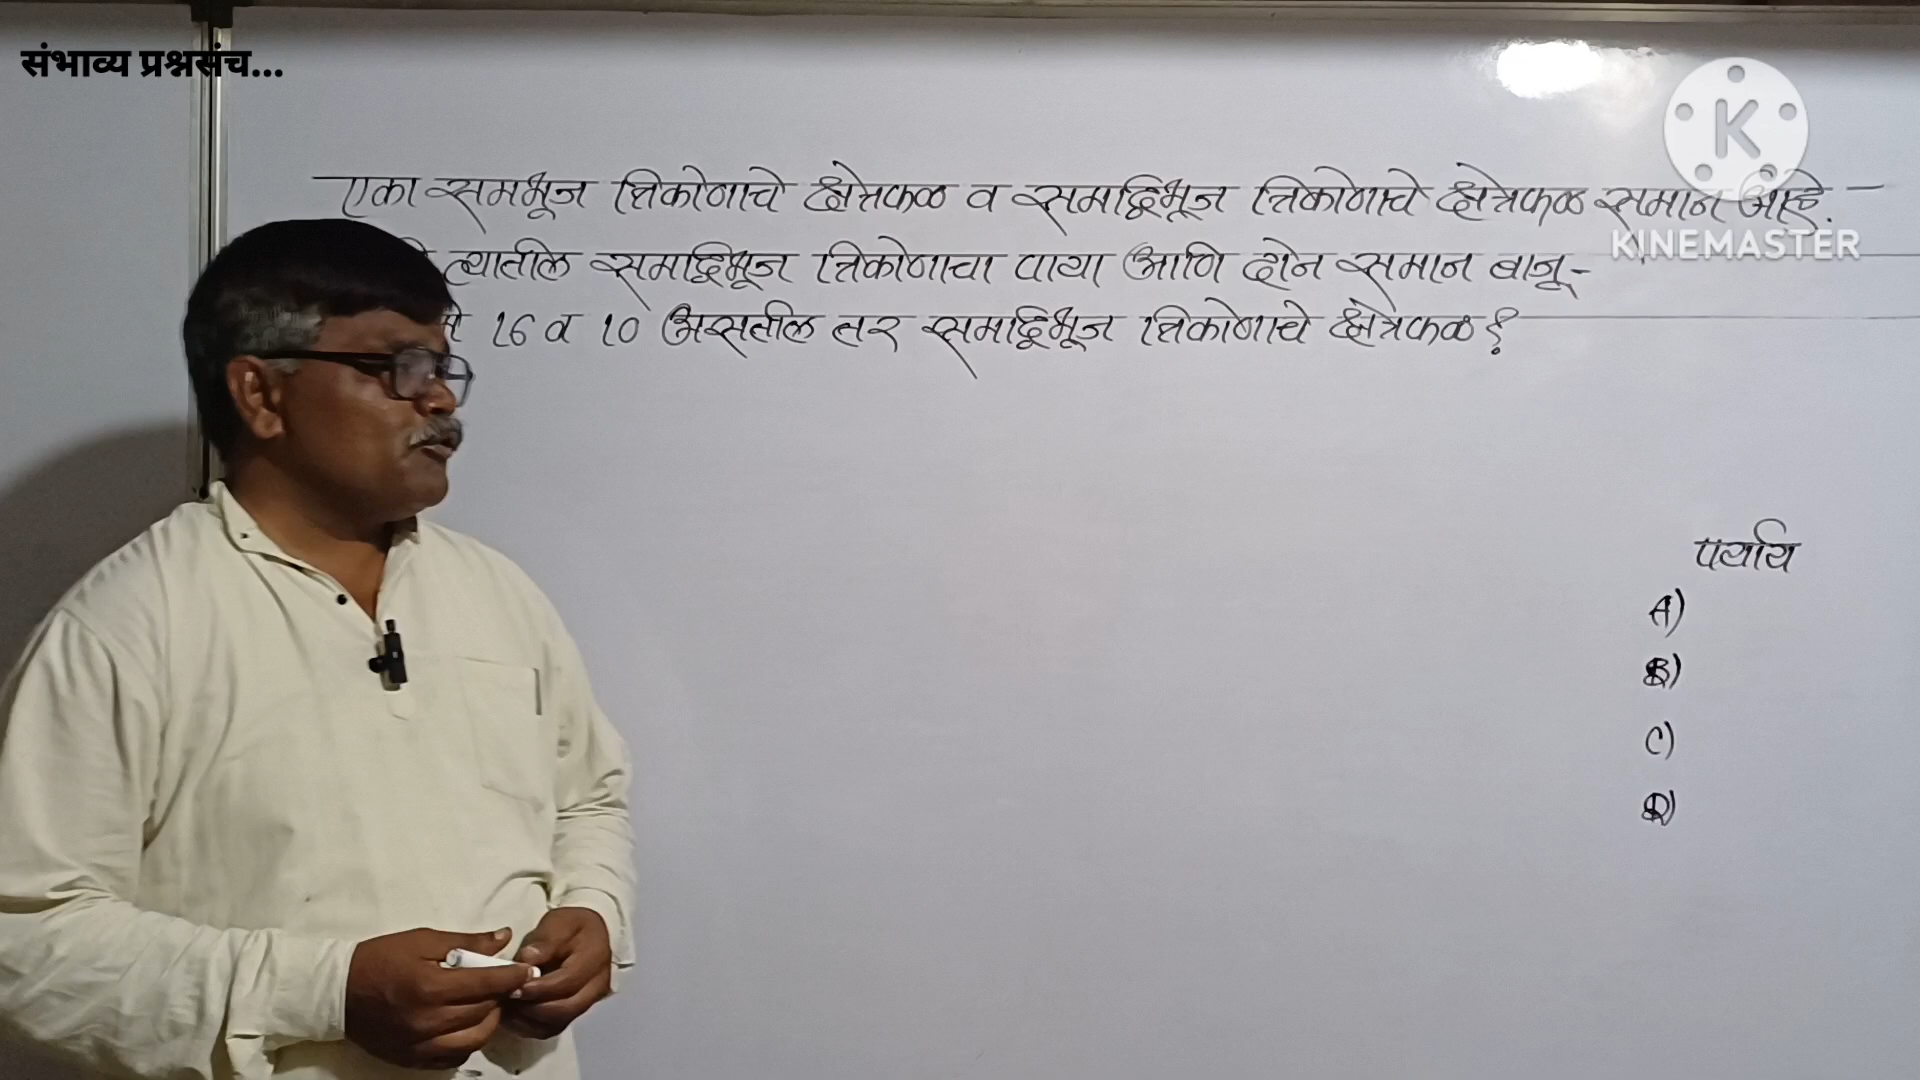 संभाव्य प्रश्नसंच...
K
KINEMASTER
एका समभूज त्रिकोणाचे क्षेत्रफळ व समद्विभूज त्रिकोणाचे क्षेत्रफळ समान आहे.
त्यातील समद्विभूज त्रिकोणाचा पाया आणि दोन समान बाजू-
16 व 10 असतील तर समद्विभूज त्रिकोणाचे क्षेत्रफळ ?
पर्याय
A)
B)
C)
D)